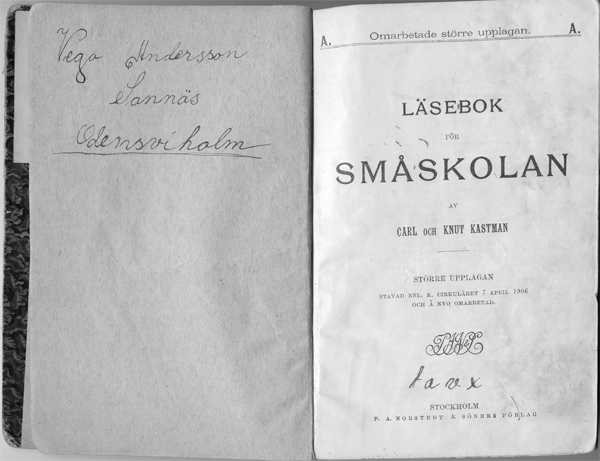 Vega Andersson
Sannäs
Odensviholm
A. Omarbetade större upplagan. A.
LÄSEBOK
FÖR
SMÅSKOLAN
AV
CARL OCH KNUT KASTMAN
STÖRRE UPPLAGAN
STAVAD ENL. K. CIRKULÄRET 7 APRIL 1906
OCH Å NYO OMARBETAD.
tavx
STOCKHOLM
P. A. NORSTEDT & SÖNERS FÖRLAG